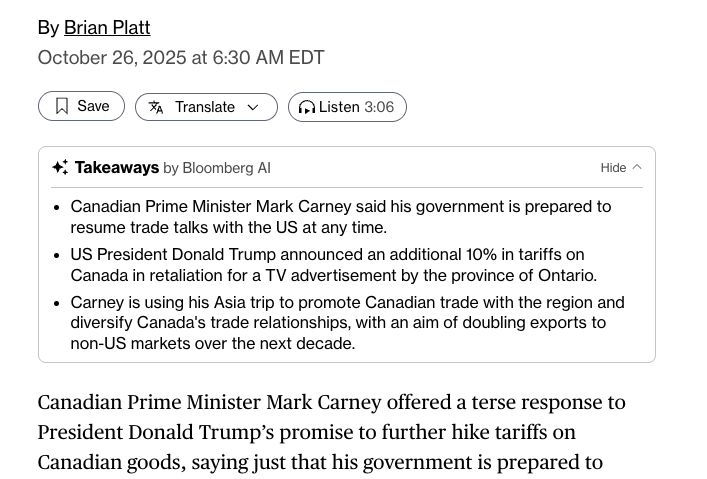 By Brian Platt
October 26, 2025 at 6:30 AM EDT
Save
Translate
Listen 3:06
Takeaways by Bloomberg AI
Hide
• Canadian Prime Minister Mark Carney said his government is prepared to
resume trade talks with the US at any time.
• US President Donald Trump announced an additional 10% in tariffs on
Canada in retaliation for a TV advertisement by the province of Ontario.
• Carney is using his Asia trip to promote Canadian trade with the region and
diversify Canada's trade relationships, with an aim of doubling exports to
non-US markets over the next decade.
Canadian Prime Minister Mark Carney offered a terse response to
President Donald Trump’s promise to further hike tariffs on
Canadian goods, saying just that his government is prepared to